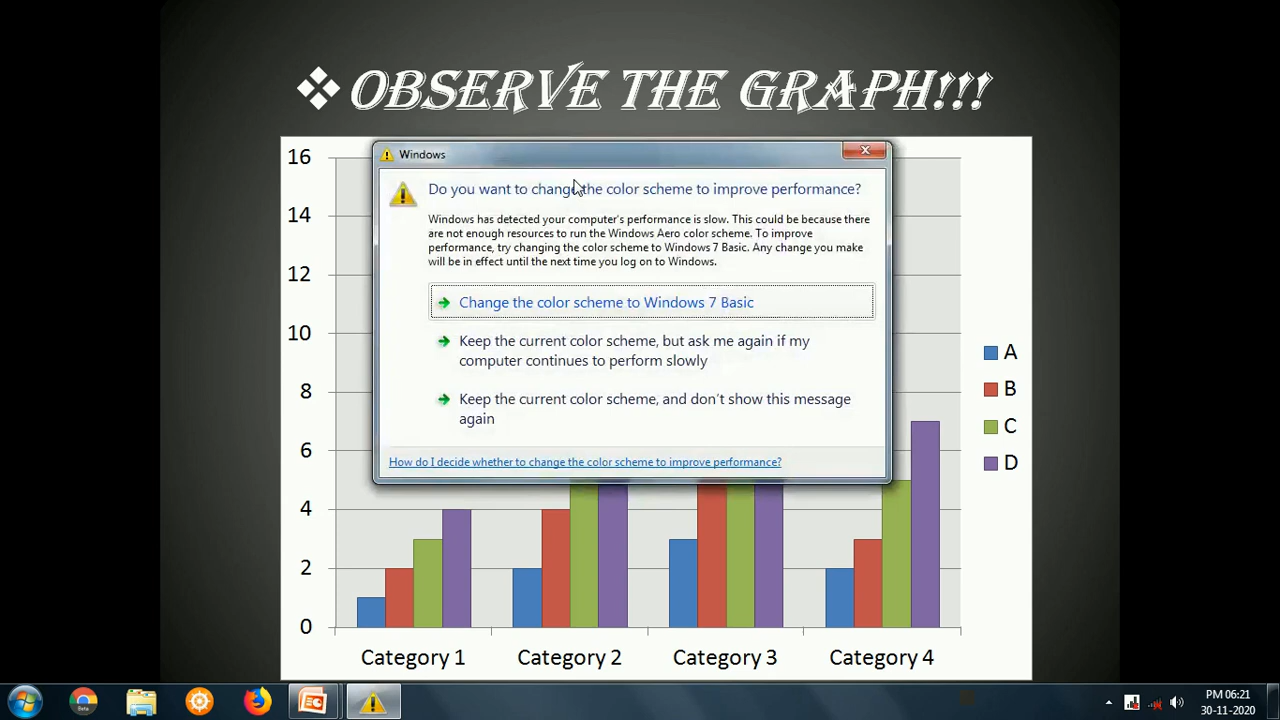 ❖OBSERVE THE GRAPH!!!
Windows
Do you want to change the color scheme to improve performance?
Windows has detected your computer's performance is slow. This could be because there
are not enough resources to run the Windows Aero color scheme. To improve
performance, try changing the color scheme to Windows 7 Basic. Any change you make
will be in effect until the next time you log on to Windows.
Change the color scheme to Windows 7 Basic
Keep the current color scheme, but ask me again if my
computer continues to perform slowly
Keep the current color scheme, and don't show this message
again
How do I decide whether to change the color scheme to improve performance?
16
14
12
10
8
6
4
2
0
Category 1
Category 2
Category 3
Category 4
A
B
C
D
PM 06:21
30-11-2020